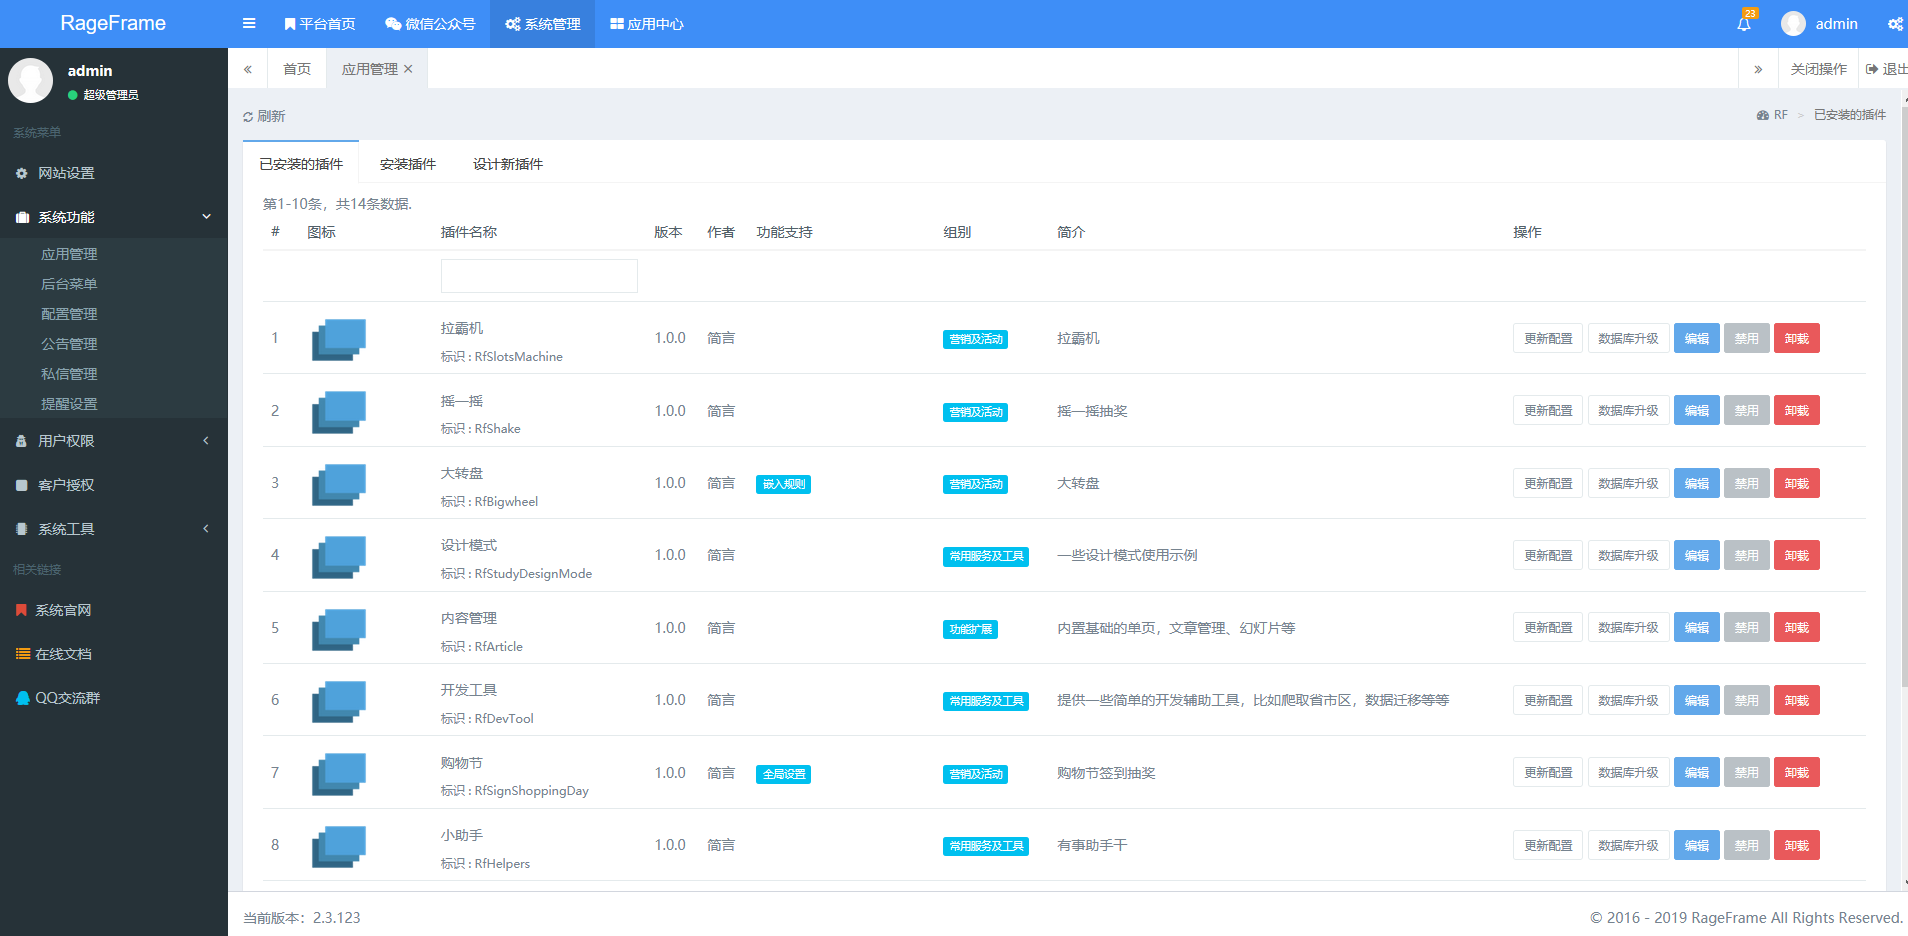 RageFrame
平台首页
微信公众号
系统管理
应用中心
23
admin
admin
超级管理员
首页
应用管理
关闭操作
退出
系统菜单
网站设置
系统功能
应用管理
后台菜单
配置管理
公告管理
私信管理
提醒设置
用户权限
客户授权
系统工具
相关链接
系统官网
在线文档
QQ交流群
刷新
RF > 已安装的插件
已安装的插件 安装插件 设计新插件
第1-10条，共14条数据.
# 图标 插件名称 版本 作者 功能支持 组别 简介 操作
1 拉霸机 1.0.0 简言 营销及活动 拉霸机 更新配置 数据库升级 编辑 禁用 卸载
标识 : RfSlotsMachine
2 摇一摇 1.0.0 简言 营销及活动 摇一摇抽奖 更新配置 数据库升级 编辑 禁用 卸载
标识 : RfShake
3 大转盘 1.0.0 简言 嵌入规则 营销及活动 大转盘 更新配置 数据库升级 编辑 禁用 卸载
标识 : RfBigwheel
4 设计模式 1.0.0 简言 常用服务及工具 一些设计模式使用示例 更新配置 数据库升级 编辑 禁用 卸载
标识 : RfStudyDesignMode
5 内容管理 1.0.0 简言 功能扩展 内置基础的单页，文章管理、幻灯片等 更新配置 数据库升级 编辑 禁用 卸载
标识 : RfArticle
6 开发工具 1.0.0 简言 常用服务及工具 提供一些简单的开发辅助工具，比如爬取省市区，数据迁移等等 更新配置 数据库升级 编辑 禁用 卸载
标识 : RfDevTool
7 购物节 1.0.0 简言 全局设置 营销及活动 购物节签到抽奖 更新配置 数据库升级 编辑 禁用 卸载
标识 : RfSignShoppingDay
8 小助手 1.0.0 简言 常用服务及工具 有事助手干 更新配置 数据库升级 编辑 禁用 卸载
标识 : RfHelpers
当前版本：2.3.123
© 2016 - 2019 RageFrame All Rights Reserved.